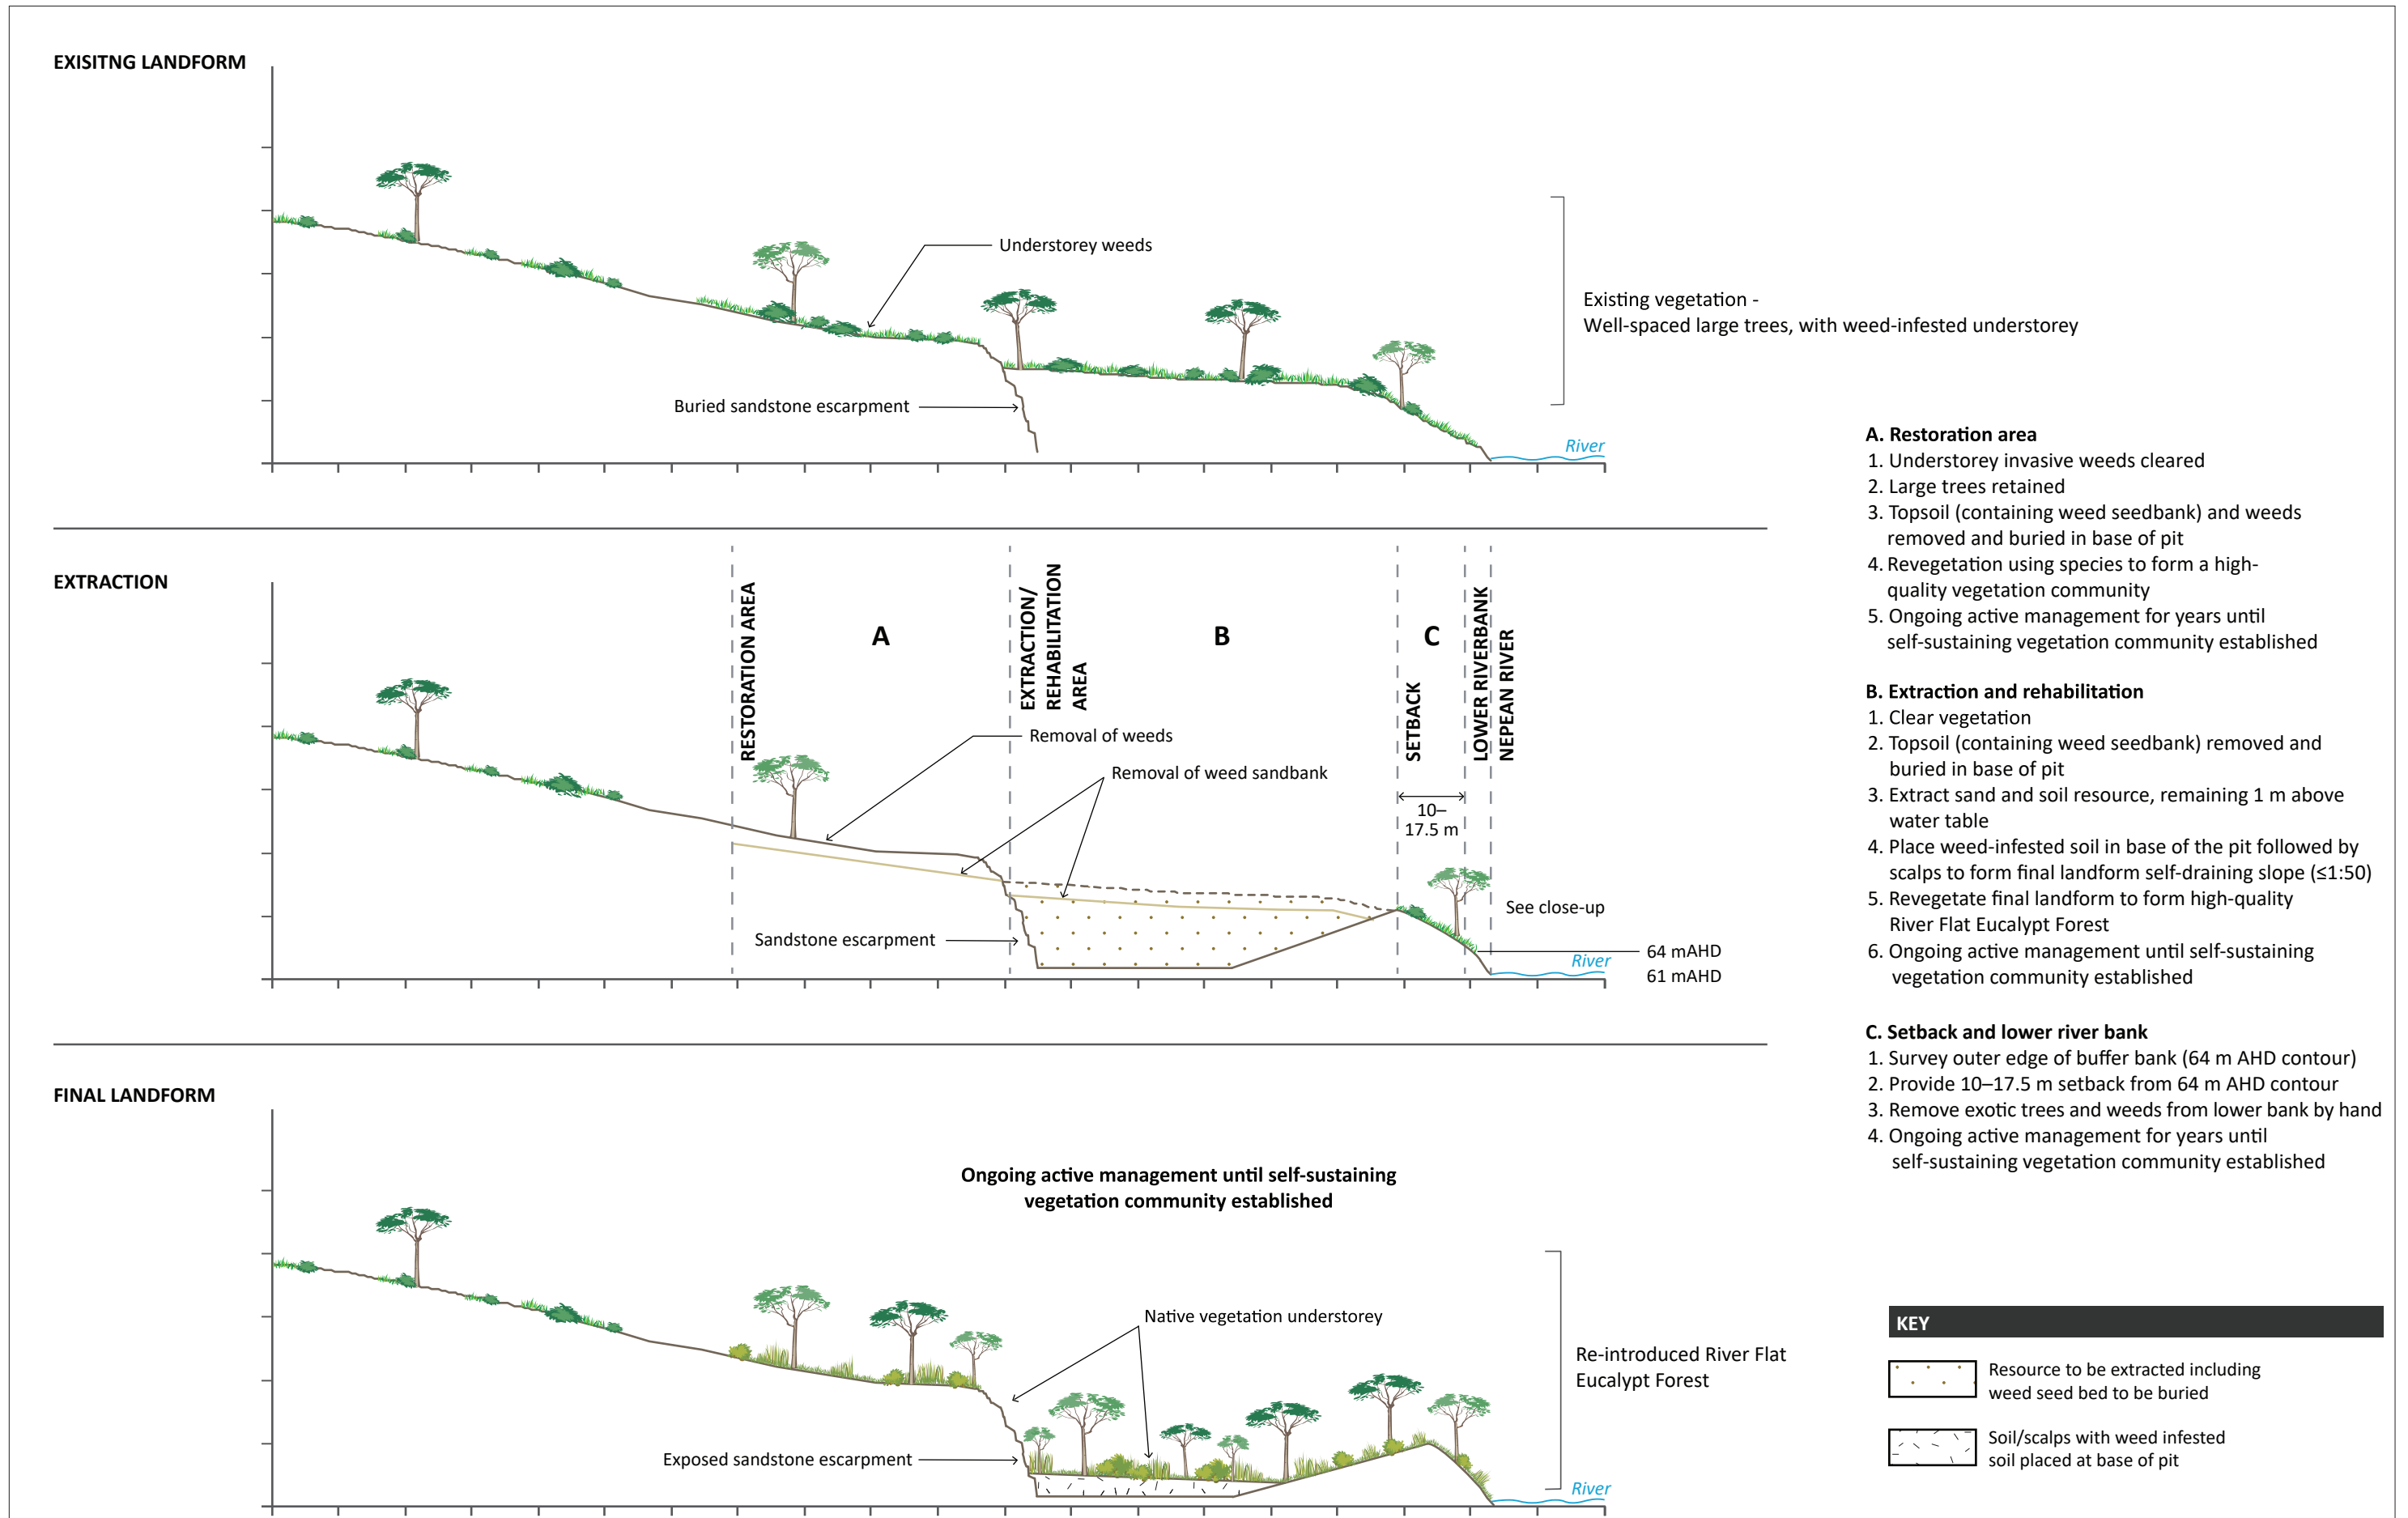 EXISITNG LANDFORM
Understorey weeds
Existing vegetation -
Well-spaced large trees, with weed-infested understorey
Buried sandstone escarpment
River
EXTRACTION
RESTORATION AREA
A
EXTRACTION/
REHABILITATION
AREA
B
SETBACK
C
LOWER RIVERBANK
NEPEAN RIVER
Removal of weeds
Removal of weed sandbank
10–
17.5 m
See close-up
Sandstone escarpment
64 mAHD
River
61 mAHD
FINAL LANDFORM
Ongoing active management until self-sustaining
vegetation community established
Native vegetation understorey
Re-introduced River Flat
Eucalypt Forest
Exposed sandstone escarpment
River
A. Restoration area
1. Understorey invasive weeds cleared
2. Large trees retained
3. Topsoil (containing weed seedbank) and weeds
removed and buried in base of pit
4. Revegetation using species to form a high-
quality vegetation community
5. Ongoing active management for years until
self-sustaining vegetation community established
B. Extraction and rehabilitation
1. Clear vegetation
2. Topsoil (containing weed seedbank) removed and
buried in base of pit
3. Extract sand and soil resource, remaining 1 m above
water table
4. Place weed-infested soil in base of the pit followed by
scalps to form final landform self-draining slope (≤1:50)
5. Revegetate final landform to form high-quality
River Flat Eucalypt Forest
6. Ongoing active management until self-sustaining
vegetation community established
C. Setback and lower river bank
1. Survey outer edge of buffer bank (64 m AHD contour)
2. Provide 10–17.5 m setback from 64 m AHD contour
3. Remove exotic trees and weeds from lower bank by hand
4. Ongoing active management for years until
self-sustaining vegetation community established
KEY
Resource to be extracted including
weed seed bed to be buried
Soil/scalps with weed infested
soil placed at base of pit